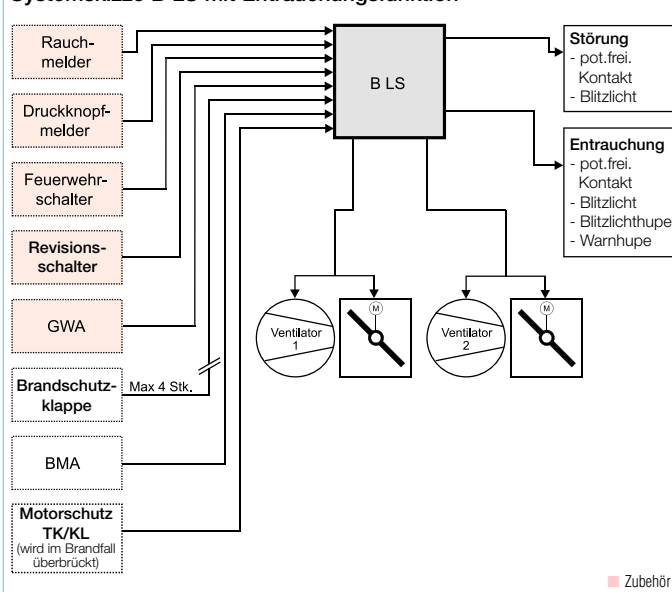 Rauch-
melder
Druckknopf-
melder
Feuerwehr-
schalter
Revisions-
schalter
GWA
Brandschutz-
klappe
Max 4 Stk.
BMA
Motorschutz
TK/KL
(wird im Brandfall
überbrückt)
B LS
Störung
- pot.frei.
Kontakt
- Blitzlicht
Entrauchung
- pot.frei.
Kontakt
- Blitzlicht
- Blitzlichthupe
- Warnhupe
Ventilator
1
M
Ventilator
2
M
Zubehör